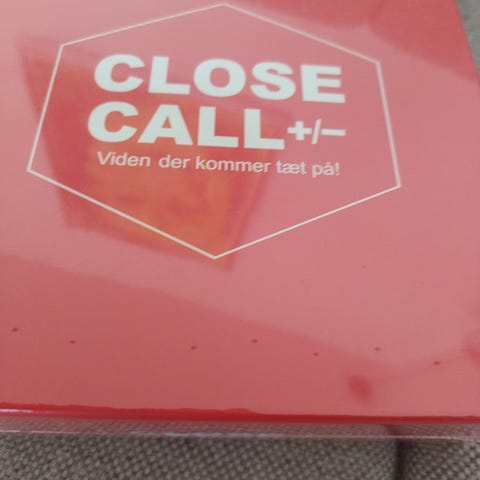 CLOSE
CALL+/–
Viden der kommer tæt på!